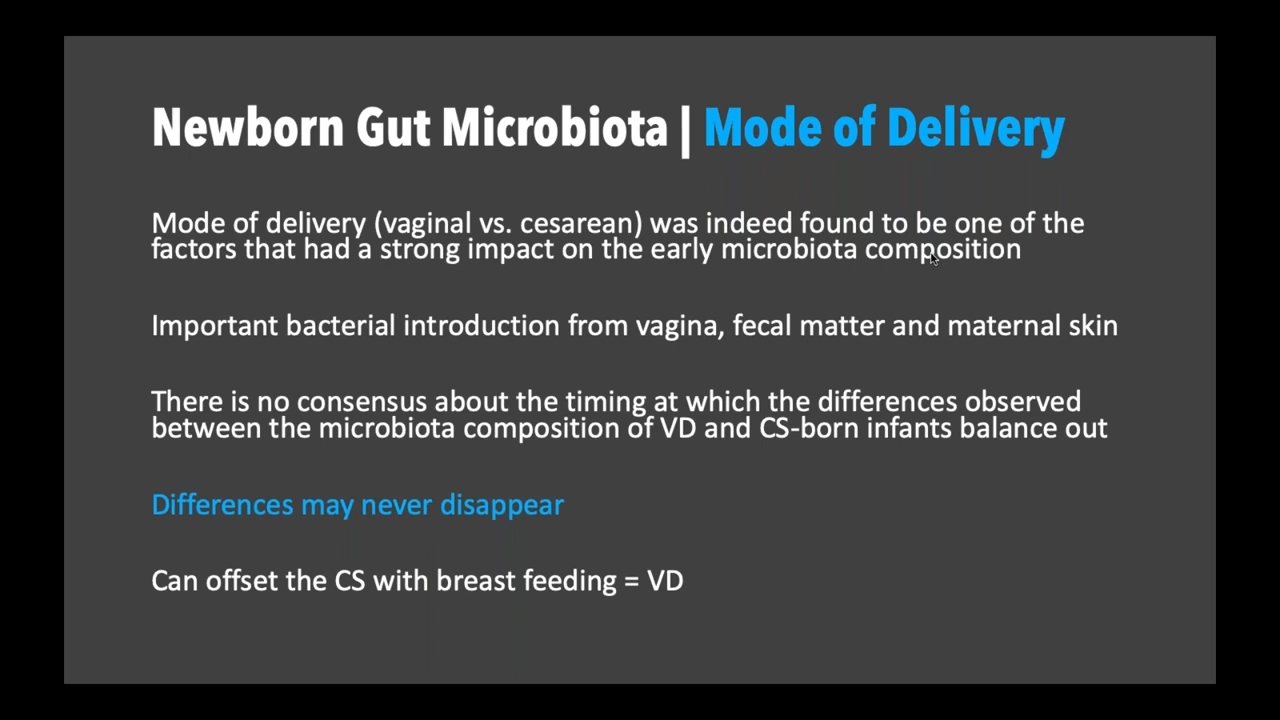 Newborn Gut Microbiota | Mode of Delivery
Mode of delivery (vaginal vs. cesarean) was indeed found to be one of the
factors that had a strong impact on the early microbiota composition
Important bacterial introduction from vagina, fecal matter and maternal skin
There is no consensus about the timing at which the differences observed
between the microbiota composition of VD and CS-born infants balance out
Differences may never disappear
Can offset the CS with breast feeding = VD